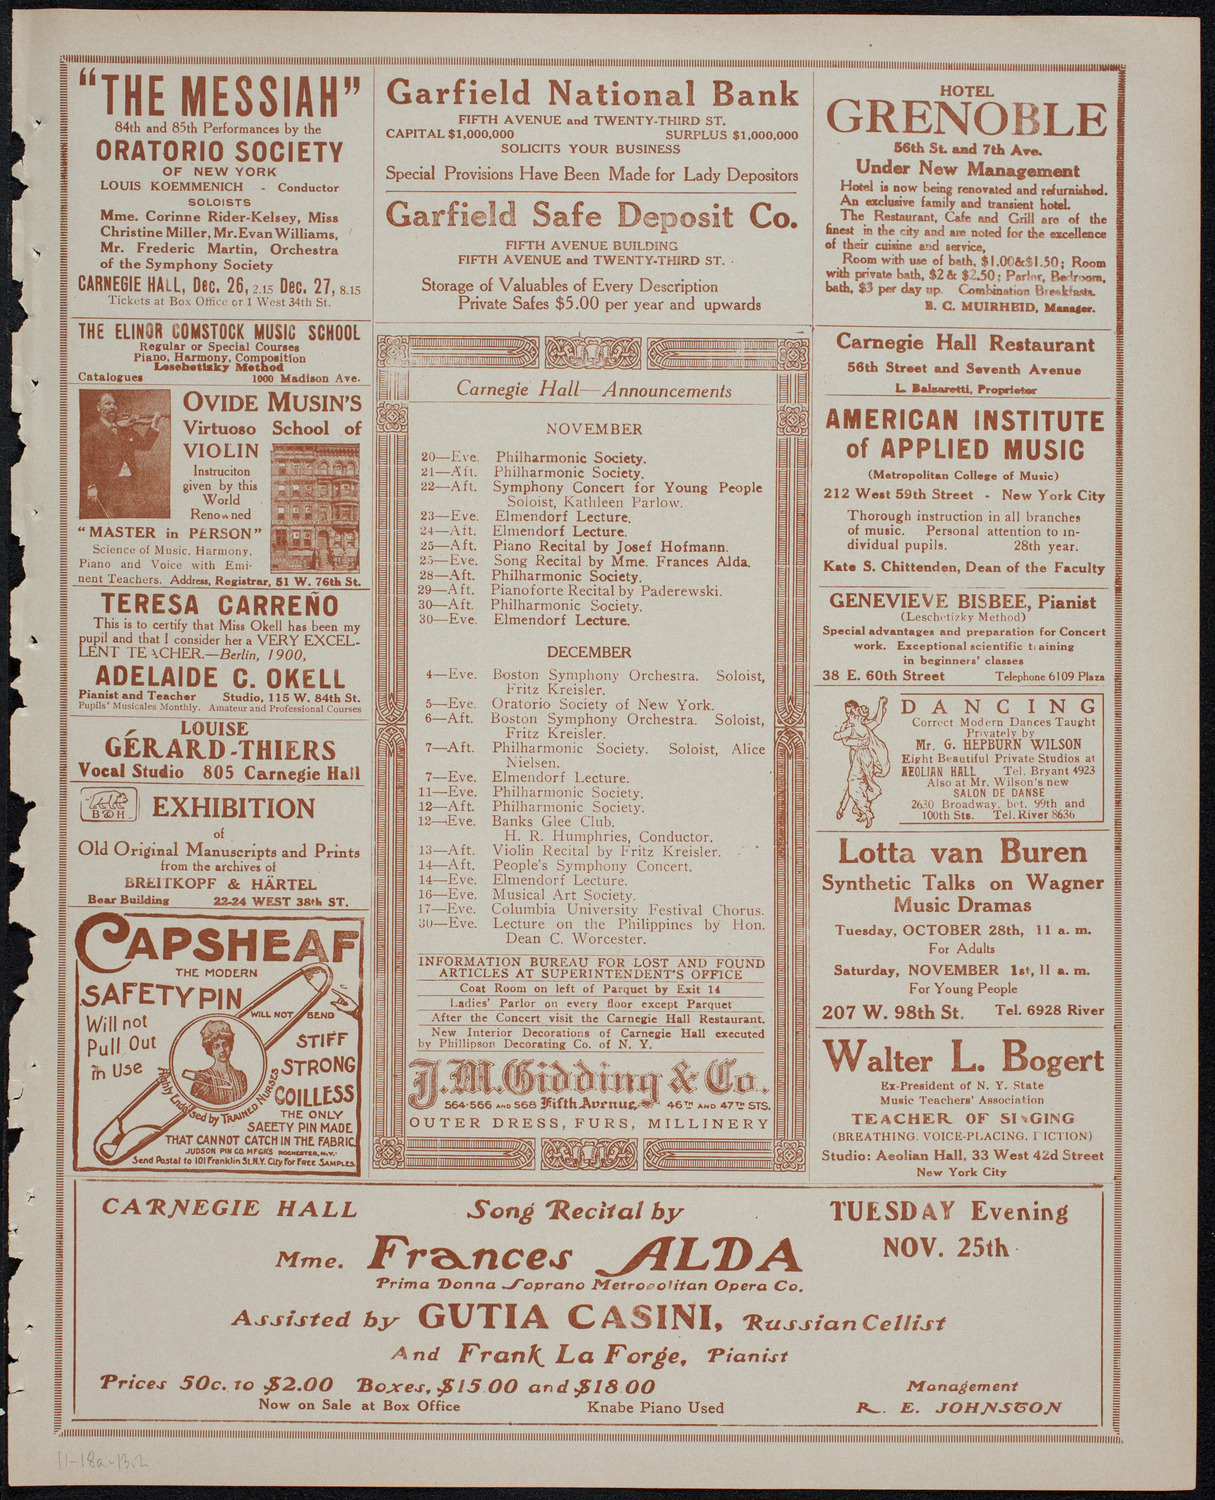 "THE MESSIAH"
84th and 85th Performances by the
ORATORIO SOCIETY
OF NEW YORK
LOUIS KOEMMENICH - Conductor
SOLOISTS
Mme. Corinne Rider-Kelsey, Miss
Christine Miller, Mr. Evan Williams,
Mr. Frederic Martin, Orchestra
of the Symphony Society
CARNEGIE HALL, Dec. 26, 2.15 Dec. 27, 8.15
Tickets at Box Office or 1 West 34th St.
THE ELINOR COMSTOCK MUSIC SCHOOL
Regular or Special Courses
Piano, Harmony, Composition
Leschetizky Method
Catalogues 1000 Madison Ave.
OVIDE MUSIN'S
Virtuoso School of
VIOLIN
Instruciton
given by this
World
Renowned
"MASTER in PERSON"
Science of Music, Harmony,
Piano and Voice with Emi-
nent Teachers. Address, Registrar, 51 W. 76th St.
TERESA CARREÑO
This is to certify that Miss Okell has been my
pupil and that I consider her a VERY EXCEL-
LENT TEACHER.—Berlin, 1900,
ADELAIDE C. OKELL
Pianist and Teacher Studio, 115 W. 84th St.
Pupils' Musicales Monthly. Amateur and Professional Courses
LOUISE
GÉRARD-THIERS
Vocal Studio 805 Carnegie Hall
B&H.
EXHIBITION
of
Old Original Manuscripts and Prints
from the archives of
BREITKOPF & HÄRTEL
Bear Building 22-24 WEST 38th ST.
CAPSHEAF
THE MODERN
SAFETY PIN
WILL NOT BEND
Will not
Pull Out
in Use
STIFF
STRONG
COILLESS
Highly Endorsed by TRAINED NURSES
THE ONLY
SAFETY PIN MADE
THAT CANNOT CATCH IN THE FABRIC
JUDSON PIN CO. MFGRS ROCHESTER, N.Y.
Send Postal to 101 Franklin St. N.Y. City For FREE SAMPLES.
Garfield National Bank
FIFTH AVENUE and TWENTY-THIRD ST.
CAPITAL $1,000,000 SURPLUS $1,000,000
SOLICITS YOUR BUSINESS
Special Provisions Have Been Made for Lady Depositors
Garfield Safe Deposit Co.
FIFTH AVENUE BUILDING
FIFTH AVENUE and TWENTY-THIRD ST.
Storage of Valuables of Every Description
Private Safes $5.00 per year and upwards
Carnegie Hall—Announcements
NOVEMBER
20—Eve. Philharmonic Society.
21—Aft. Philharmonic Society.
22—Aft. Symphony Concert for Young People
Soloist, Kathleen Parlow.
23—Eve. Elmendorf Lecture.
24—Aft. Elmendorf Lecture.
25—Aft. Piano Recital by Josef Hofmann.
25—Eve. Song Recital by Mme. Frances Alda.
28—Aft. Philharmonic Society.
29—Aft. Pianoforte Recital by Paderewski.
30—Aft. Philharmonic Society.
30—Eve. Elmendorf Lecture.
DECEMBER
4—Eve. Boston Symphony Orchestra. Soloist,
Fritz Kreisler.
5—Eve. Oratorio Society of New York.
6—Aft. Boston Symphony Orchestra. Soloist,
Fritz Kreisler.
7—Aft. Philharmonic Society. Soloist, Alice
Nielsen.
7—Eve. Elmendorf Lecture.
11—Eve. Philharmonic Society.
12—Aft. Philharmonic Society.
12—Eve. Banks Glee Club,
H. R. Humphries, Conductor.
13—Aft. Violin Recital by Fritz Kreisler.
14—Aft. People's Symphony Concert.
14—Eve. Elmendorf Lecture.
16—Eve. Musical Art Society.
17—Eve. Columbia University Festival Chorus.
30—Eve. Lecture on the Philippines by Hon.
Dean C. Worcester.
INFORMATION BUREAU FOR LOST AND FOUND
ARTICLES AT SUPERINTENDENT'S OFFICE
Coat Room on left of Parquet by Exit 14
Ladies' Parlor on every floor except Parquet
After the Concert visit the Carnegie Hall Restaurant.
New Interior Decorations of Carnegie Hall executed
by Phillipson Decorating Co. of N. Y.
J.M. Gidding & Co.
564-566 AND 568 Fifth Avenue, 46TH AND 47TH STS.
OUTER DRESS, FURS, MILLINERY
HOTEL
GRENOBLE
56th St. and 7th Ave.
Under New Management
Hotel is now being renovated and refurnished.
An exclusive family and transient hotel.
The Restaurant, Cafe and Grill are of the
finest in the city and are noted for the excellence
of their cuisine and service,
Room with use of bath, $1.00&$1.50; Room
with private bath, $2 & $2.50; Parlor, Bedroom,
bath, $3 per day up. Combination Breakfasts.
B. C. MUIRHEID, Manager.
Carnegie Hall Restaurant
56th Street and Seventh Avenue
L. Balzaretti, Proprietor
AMERICAN INSTITUTE
of APPLIED MUSIC
(Metropolitan College of Music)
212 West 59th Street - New York City
Thorough instruction in all branches
of music. Personal attention to in-
dividual pupils. 28th year.
Kate S. Chittenden, Dean of the Faculty
GENEVIEVE BISBEE, Pianist
(Leschetizky Method)
Special advantages and preparation for Concert
work. Exceptional scientific training
in beginners' classes
38 E. 60th Street Telephone 6109 Plaza
DANCING
Correct Modern Dances Taught
Privately by
Mr. G. HEPBURN WILSON
Eight Beautiful Private Studios at
AEOLIAN HALL Tel. Bryant 4923
Also at Mr. Wilson's new
SALON DE DANSE
2630 Broadway, bet. 99th and
100th Sts. Tel. River 8636
Lotta van Buren
Synthetic Talks on Wagner
Music Dramas
Tuesday, OCTOBER 28th, 11 a. m.
For Adults
Saturday, NOVEMBER 1st, 11 a. m.
For Young People
207 W. 98th St. Tel. 6928 River
Walter L. Bogert
Ex-President of N. Y. State
Music Teachers' Association
TEACHER OF SINGING
(BREATHING, VOICE-PLACING, DICTION)
Studio: Aeolian Hall, 33 West 42d Street
New York City
CARNEGIE HALL Song Recital by TUESDAY Evening
Mme. Frances ALDA NOV. 25th
Prima Donna Soprano Metropolitan Opera Co.
Assisted by GUTIA CASINI, Russian Cellist
And Frank La Forge, Pianist
Prices 50c. to $2.00 Boxes, $15.00 and $18.00 Management
Now on Sale at Box Office Knabe Piano Used R. E. JOHNSTON
11-18a-13.2